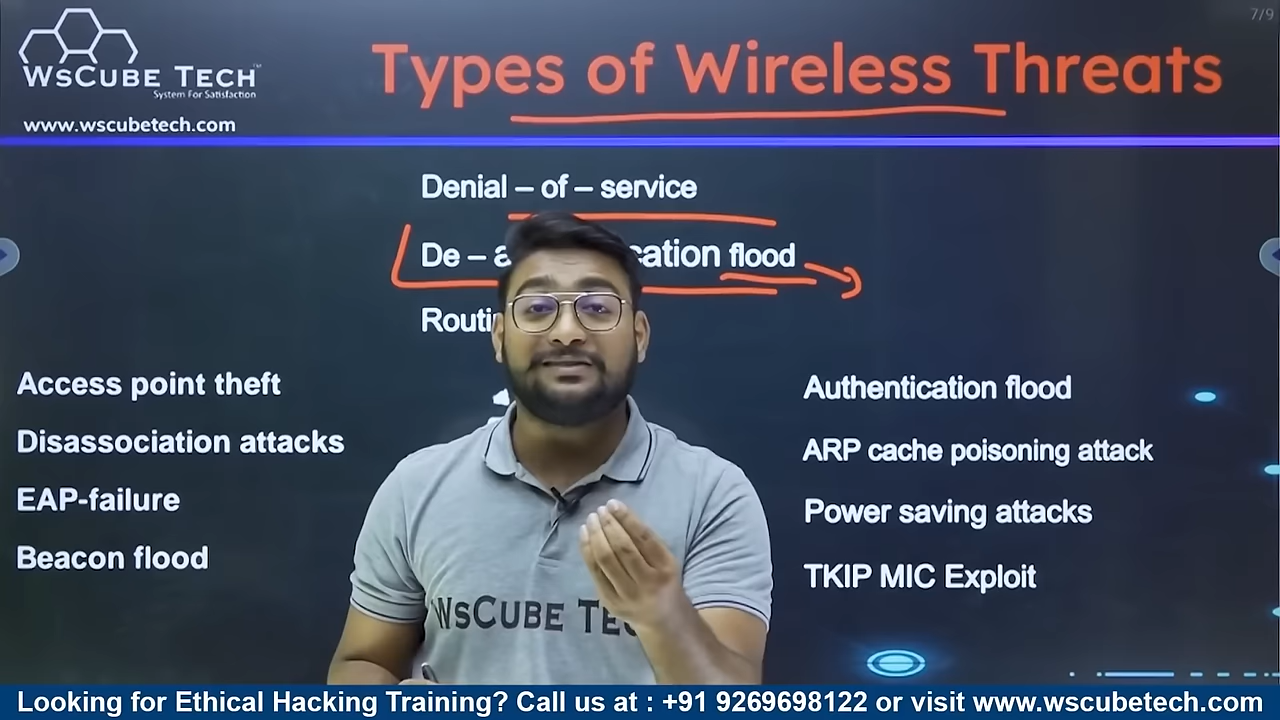 7/9
WSCUBE TECH
System For Satisfaction
www.wscubetech.com
Types of Wireless Threats
Denial – of – service
De – flood
Access point theft
Disassociation attacks
EAP-failure
Beacon flood
Authentication flood
ARP cache poisoning attack
Power saving attacks
TKIP MIC Exploit
WSCUBE
Looking for Ethical Hacking Training? Call us at : +91 9269698122 or visit www.wscubetech.com